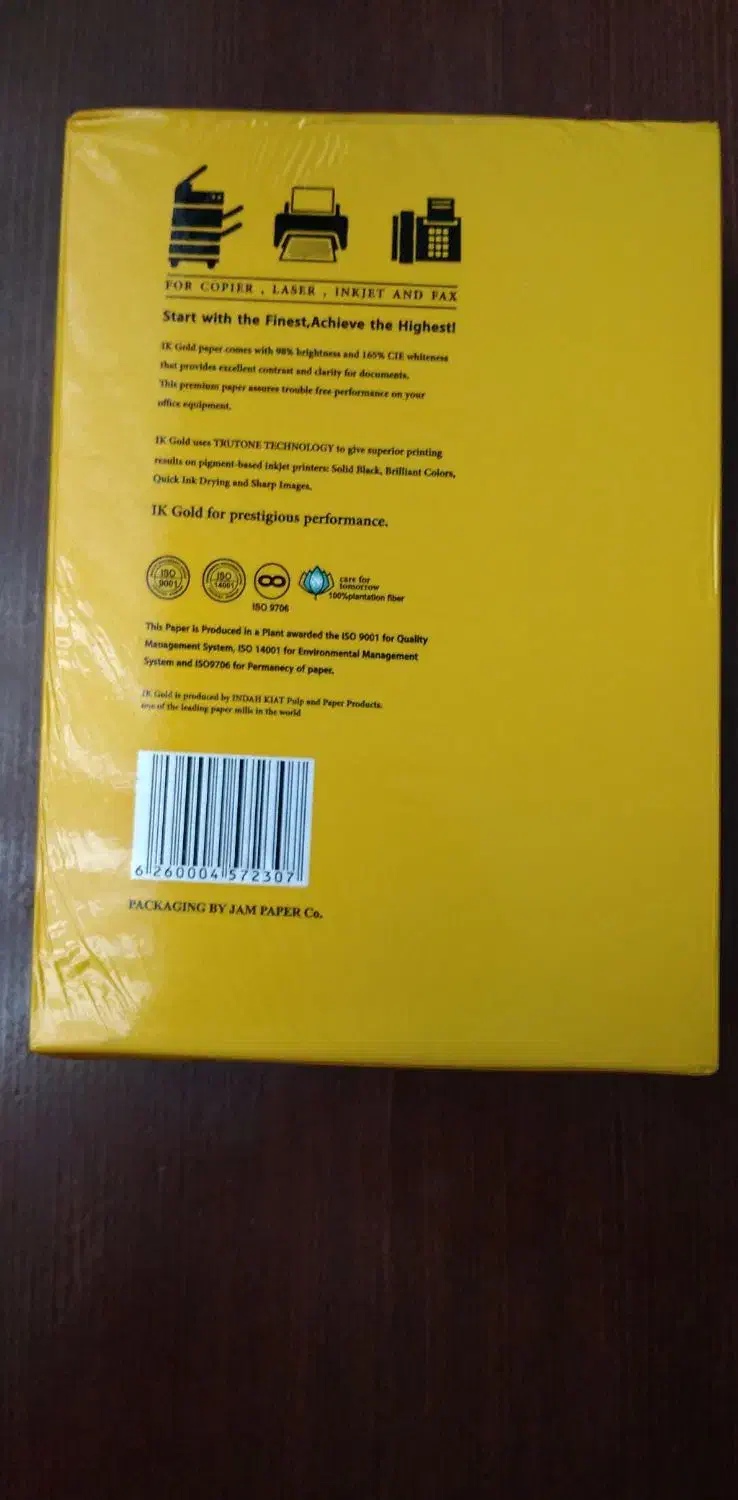 FOR COPIER , LASER , INKJET AND FAX
Start with the Finest,Achieve the Highest!
IK Gold paper comes with 98% brightness and 165% CIE whiteness
that provides excellent contrast and clarity for documents.
This premium paper assures trouble free performance on your
office equipment.
IK Gold uses TRUTONE TECHNOLOGY to give superior printing
results on pigment-based inkjet printers: Solid Black, Brilliant Colors,
Quick Ink Drying and Sharp Images.
IK Gold for prestigious performance.
ISO 9001
ISO 14001
ISO 9706
care for
tomorrow
100%plantation fiber
This Paper is Produced in a Plant awarded the ISO 9001 for Quality
Management System, ISO 14001 for Environmental Management
System and ISO9706 for Permanecy of paper.
IK Gold is produced by INDAH KIAT Pulp and Paper Products.
one of the leading paper mills in the world
6 260004 572307
PACKAGING BY JAM PAPER Co.